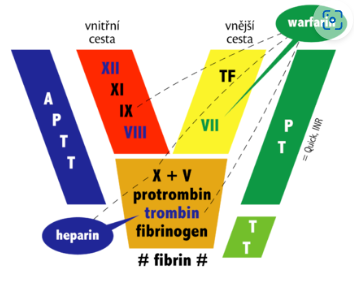 vnitřní
cesta
vnější
cesta
warfarin
A
P
T
T
XII
XI
IX
VIII
TF
VII
P
T
= Quick, INR
X + V
protrombin
trombin
fibrinogen
heparin
T
T
# fibrin #